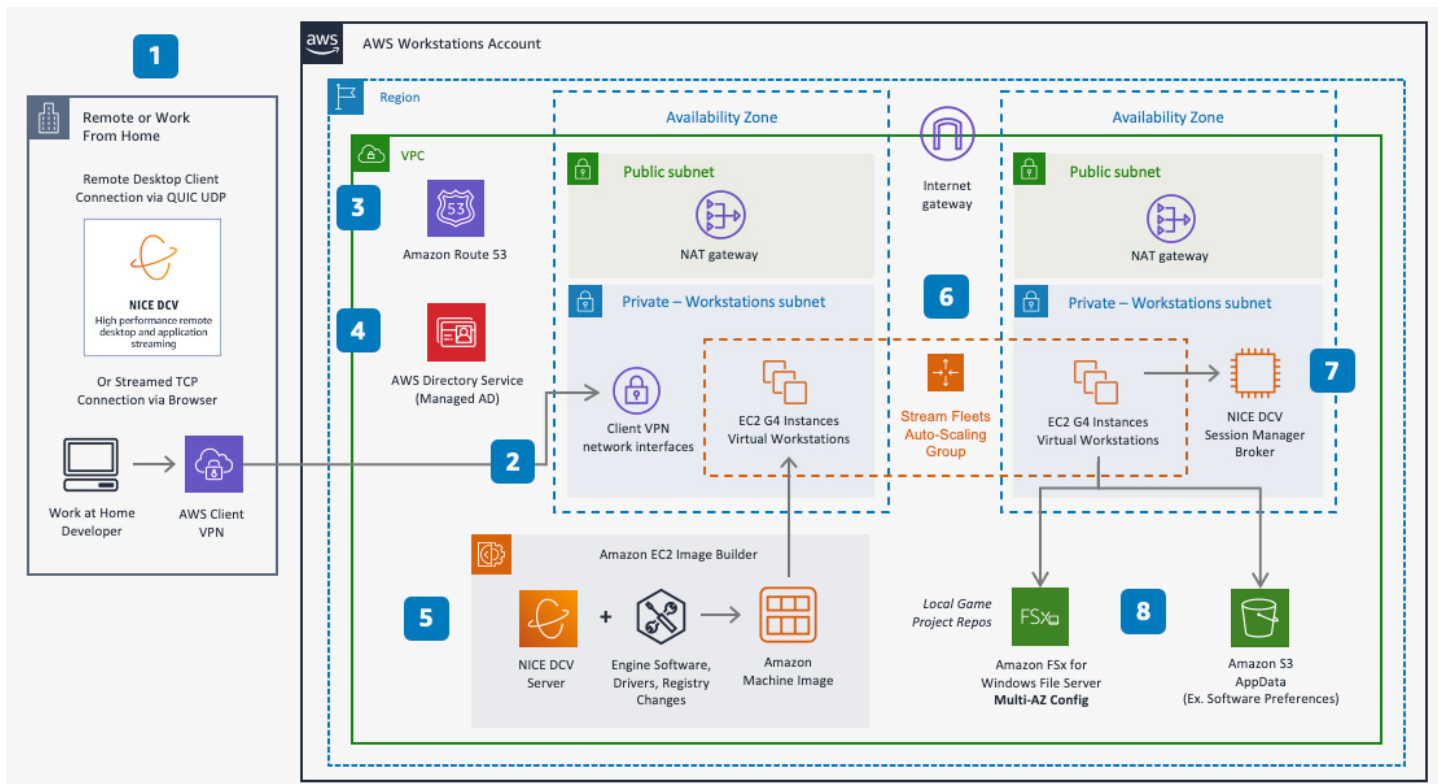 1
Remote or Work
From Home
Remote Desktop Client
Connection via QUIC UDP
NICE DCV
High performance remote
desktop and application
streaming
Or Streamed TCP
Connection via Browser
Work at Home
Developer
AWS Client
VPN
aws
AWS Workstations Account
Region
VPC
3
53
Amazon Route 53
4
AWS Directory Service
(Managed AD)
2
Availability Zone
Public subnet
NAT gateway
Private – Workstations subnet
Client VPN
network interfaces
EC2 G4 Instances
Virtual Workstations
Internet
gateway
6
Stream Fleets
Auto-Scaling
Group
Availability Zone
Public subnet
NAT gateway
Private – Workstations subnet
EC2 G4 Instances
Virtual Workstations
7
NICE DCV
Session Manager
Broker
5
Amazon EC2 Image Builder
NICE DCV
Server
+
Engine Software,
Drivers, Registry
Changes
Amazon
Machine Image
Local Game
Project Repos
FSx
8
Amazon FSx for
Windows File Server
Multi-AZ Config
Amazon S3
AppData
(Ex. Software Preferences)